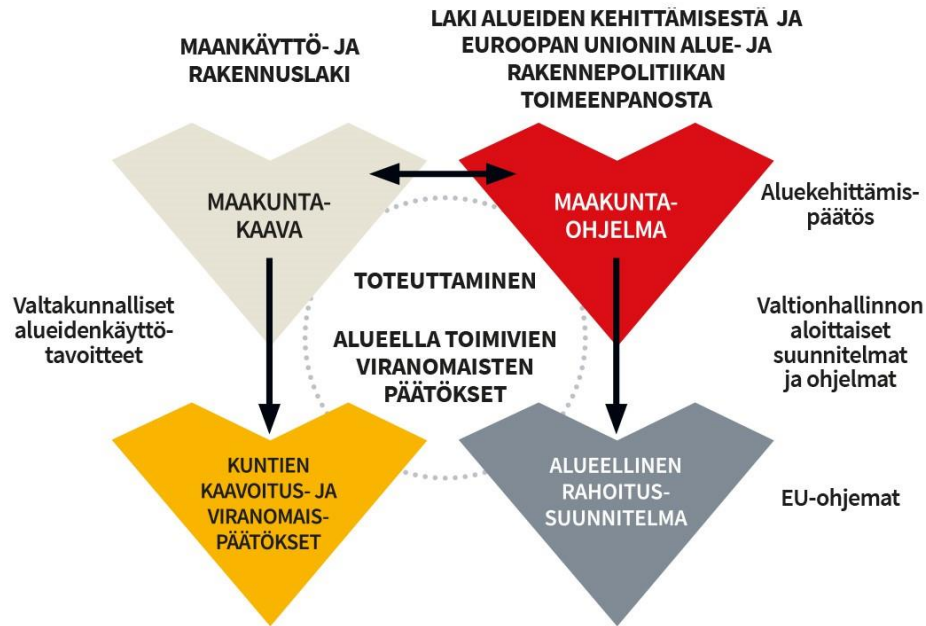 MAANKÄYTTÖ- JA
RAKENNUSLAKI
LAKI ALUEIDEN KEHITTÄMISESTÄ JA
EUROOPAN UNIONIN ALUE- JA
RAKENNEPOLITIIKAN
TOIMEENPANOSTA
MAAKUNTA-
KAAVA
MAAKUNTA-
OHJELMA
Aluekehittämis-
päätös
TOTEUTTAMINEN
ALUEELLA TOIMIVIEN
VIRANOMAISTEN
PÄÄTÖKSET
Valtakunnalliset
alueidenkäyttö-
tavoitteet
Valtionhallinnon
aloittaiset
suunnitelmat
ja ohjelmat
KUNTIEN
KAAVOITUS- JA
VIRANOMAIS-
PÄÄTÖKSET
ALUEELLINEN
RAHOITUS-
SUUNNITELMA
EU-ohjemat